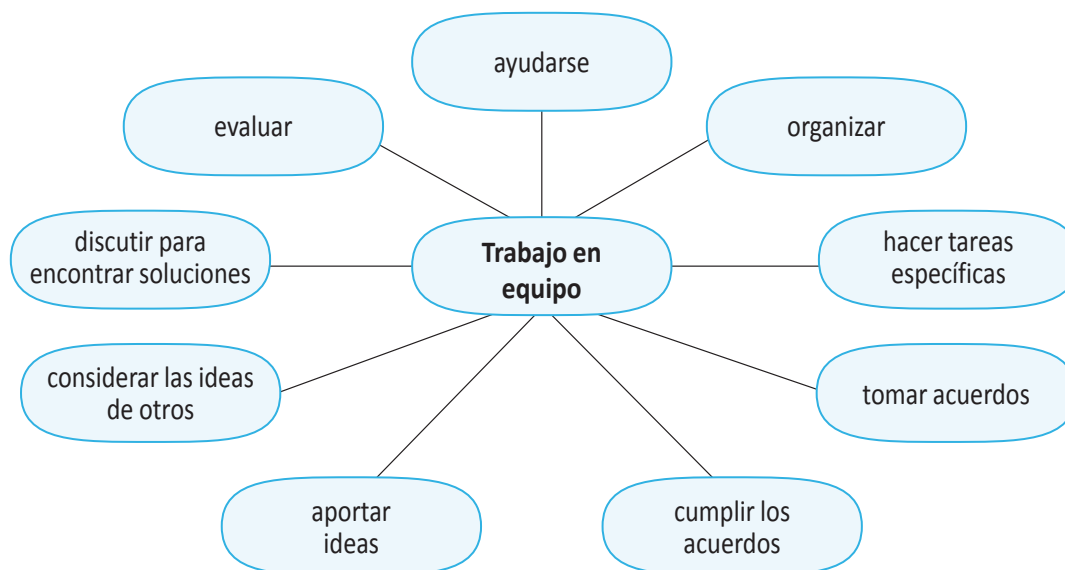 ayudarse
evaluar
organizar
discutir para
encontrar soluciones
Trabajo en
equipo
hacer tareas
específicas
considerar las ideas
de otros
tomar acuerdos
aportar
ideas
cumplir los
acuerdos